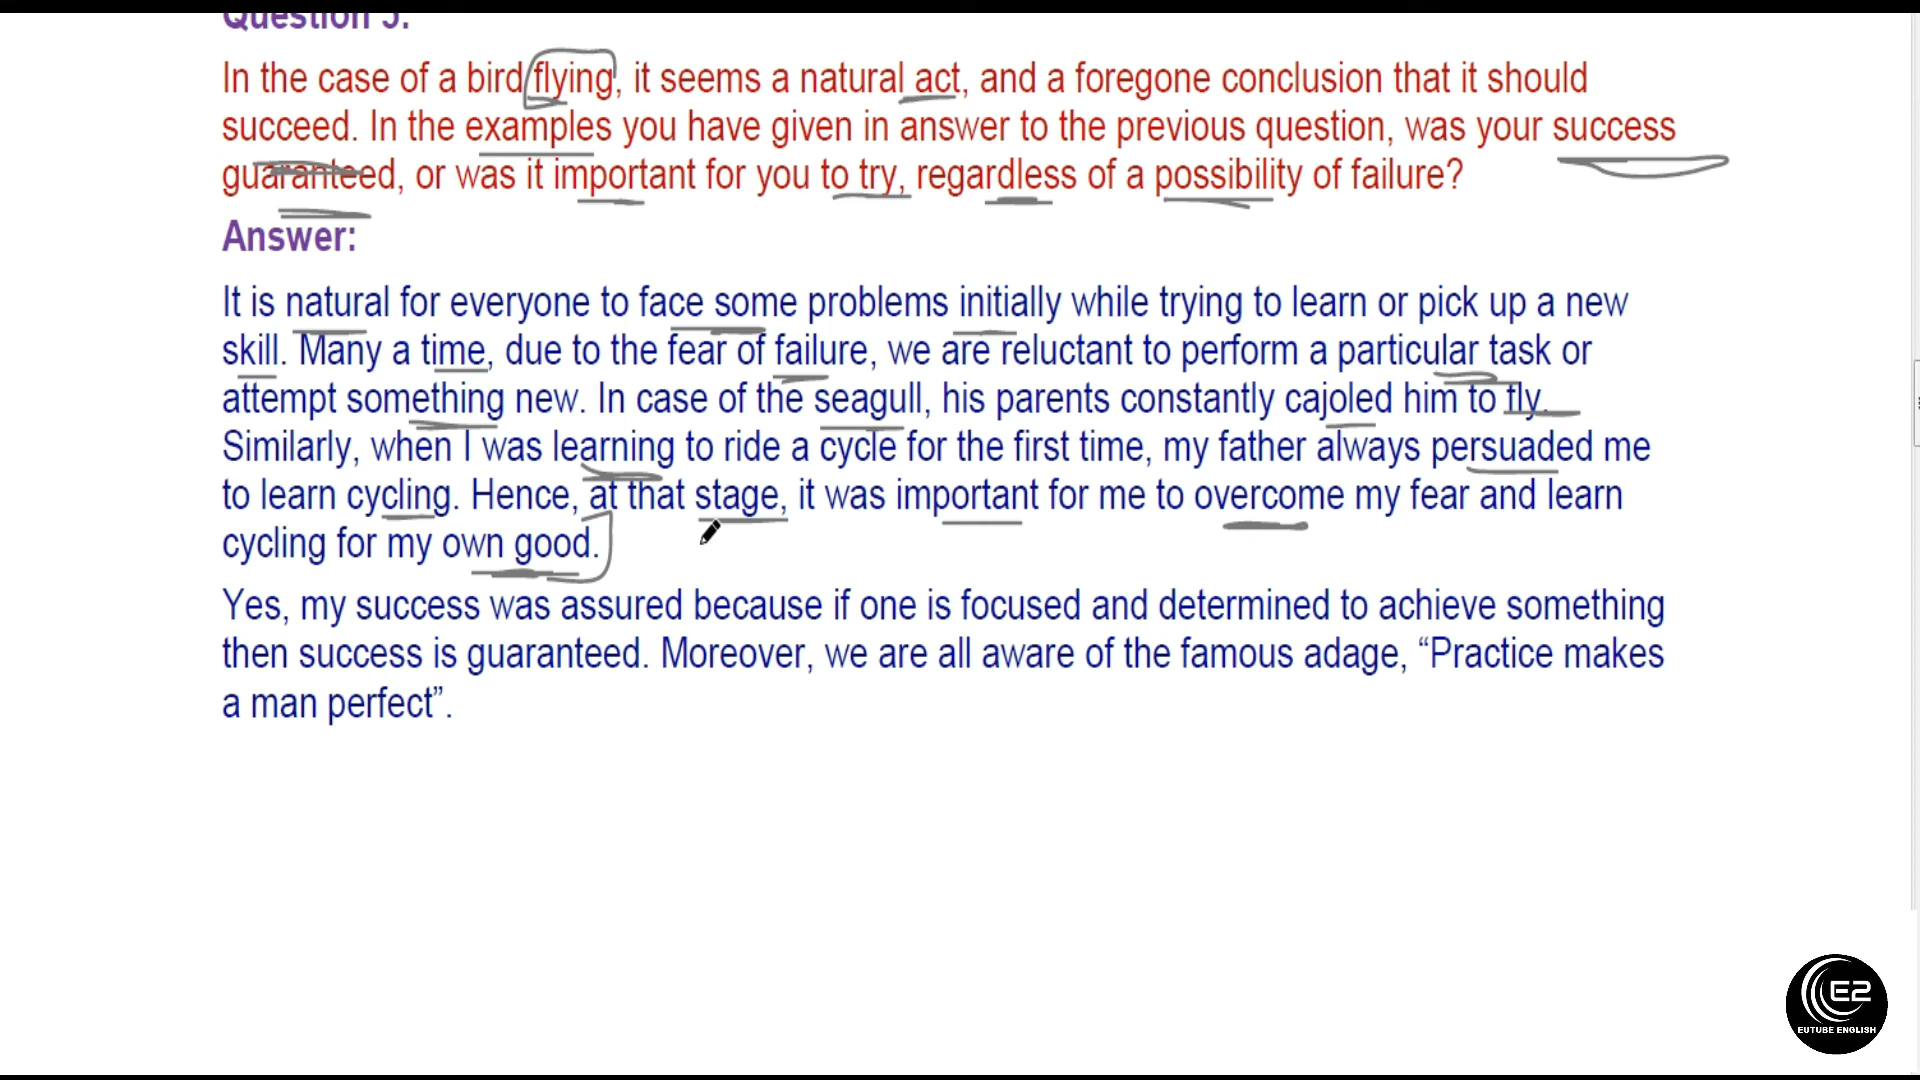 Question 5:
In the case of a bird flying, it seems a natural act, and a foregone conclusion that it should
succeed. In the examples you have given in answer to the previous question, was your success
guaranteed, or was it important for you to try, regardless of a possibility of failure?
Answer:
It is natural for everyone to face some problems initially while trying to learn or pick up a new
skill. Many a time, due to the fear of failure, we are reluctant to perform a particular task or
attempt something new. In case of the seagull, his parents constantly cajoled him to fly.
Similarly, when I was learning to ride a cycle for the first time, my father always persuaded me
to learn cycling. Hence, at that stage, it was important for me to overcome my fear and learn
cycling for my own good.
Yes, my success was assured because if one is focused and determined to achieve something
then success is guaranteed. Moreover, we are all aware of the famous adage, “Practice makes
a man perfect”.
E2
EUTUBE ENGLISH